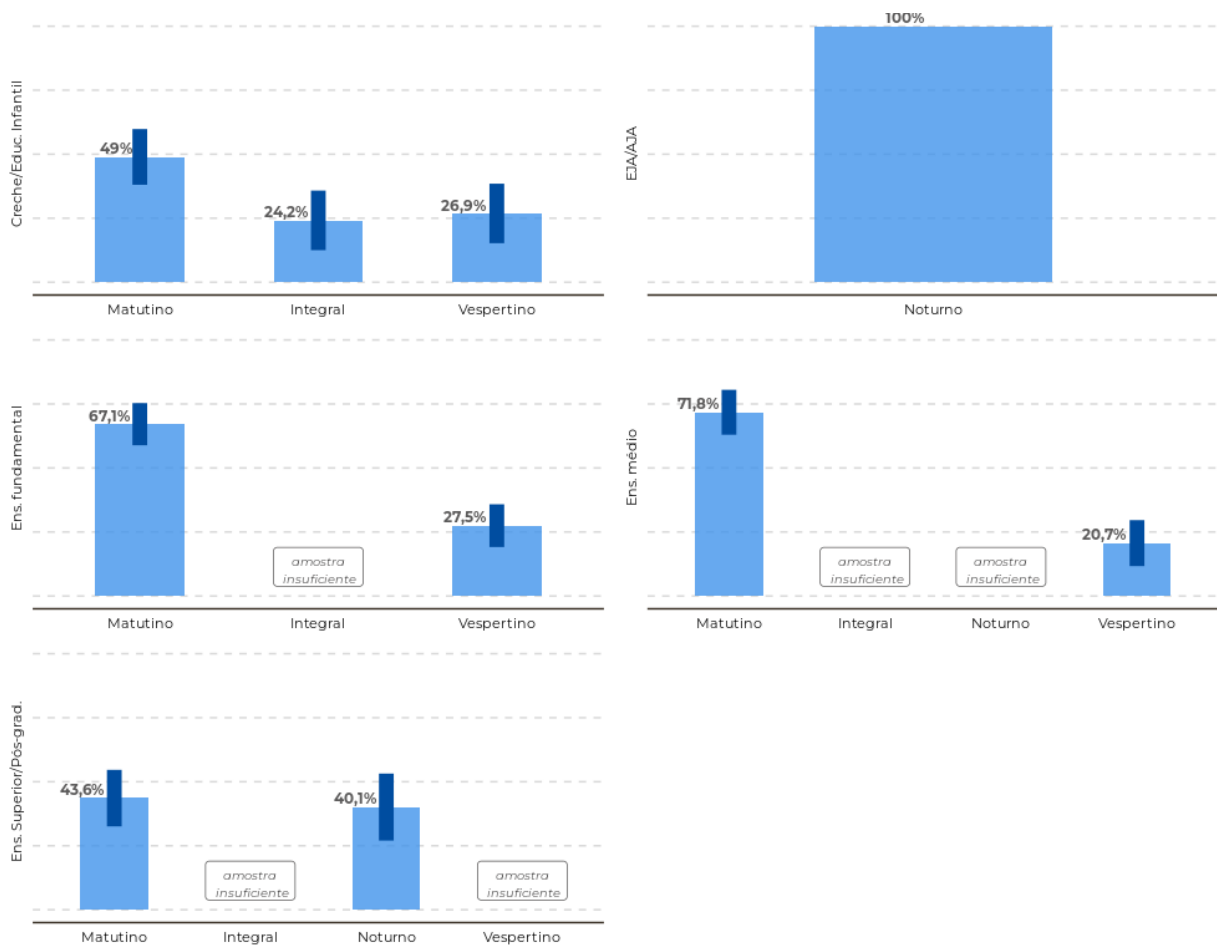 Creche/Educ. Infantil
49%
24,2%
26,9%
Matutino
Integral
Vespertino
EJA/AJA
100%
Noturno
Ens. fundamental
67,1%
amostra
insuficiente
27,5%
Matutino
Integral
Vespertino
Ens. médio
71,8%
amostra
insuficiente
amostra
insuficiente
20,7%
Matutino
Integral
Noturno
Vespertino
Ens. Superior/Pós-grad.
43,6%
amostra
insuficiente
40,1%
amostra
insuficiente
Matutino
Integral
Noturno
Vespertino